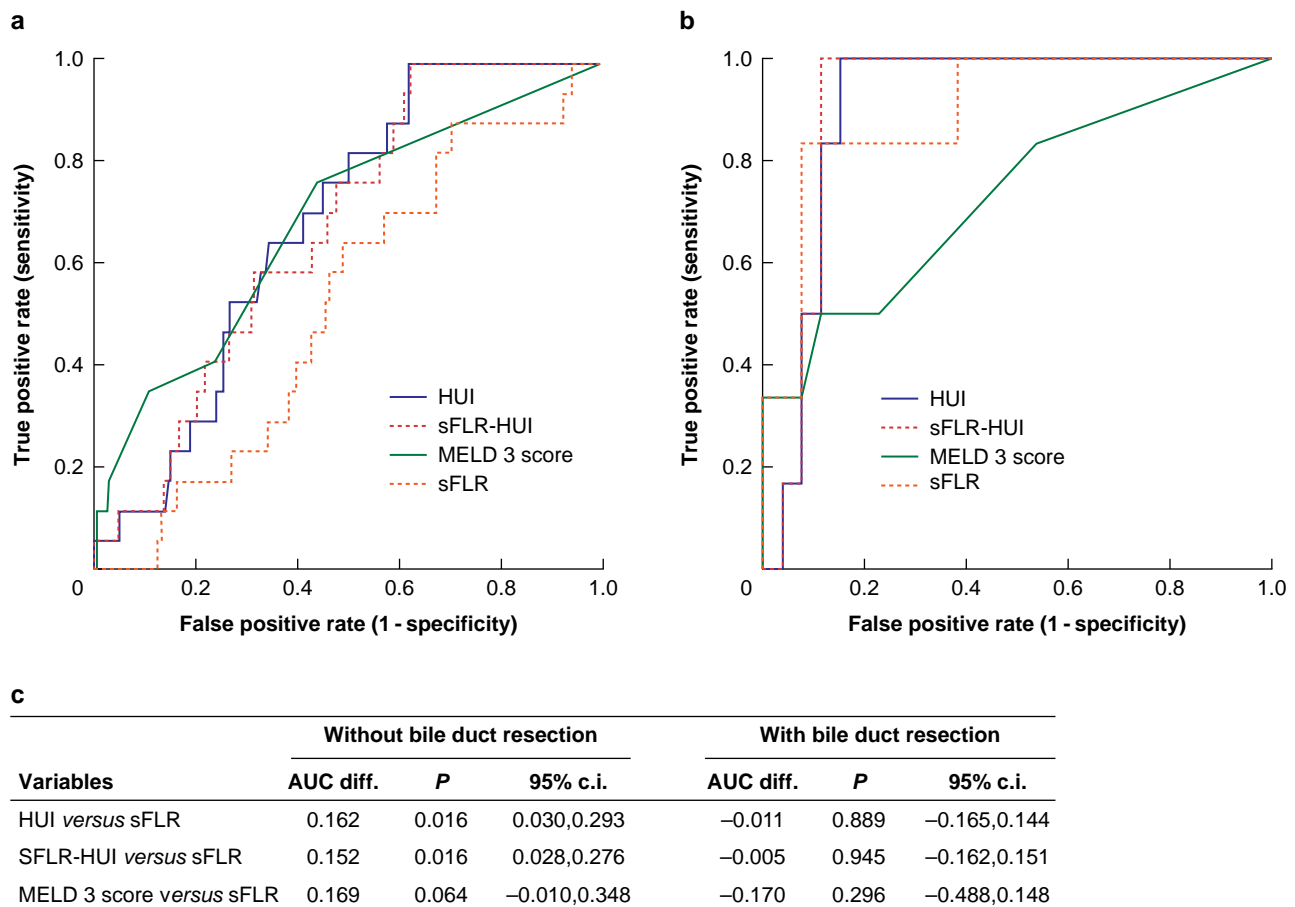 a
b
1.0
0.8
0.6
0.4
0.2
0
0.2
0.4
0.6
0.8
1.0
True positive rate (sensitivity)
False positive rate (1 - specificity)
HUI
sFLR-HUI
MELD 3 score
sFLR
1.0
0.8
0.6
0.4
0.2
0
0.2
0.4
0.6
0.8
1.0
True positive rate (sensitivity)
False positive rate (1 - specificity)
HUI
sFLR-HUI
MELD 3 score
sFLR
c
Without bile duct resection With bile duct resection
Variables AUC diff. P 95% c.i. AUC diff. P 95% c.i.
HUI versus sFLR 0.162 0.016 0.030,0.293 –0.011 0.889 –0.165,0.144
SFLR-HUI versus sFLR 0.152 0.016 0.028,0.276 –0.005 0.945 –0.162,0.151
MELD 3 score versus sFLR 0.169 0.064 –0.010,0.348 –0.170 0.296 –0.488,0.148